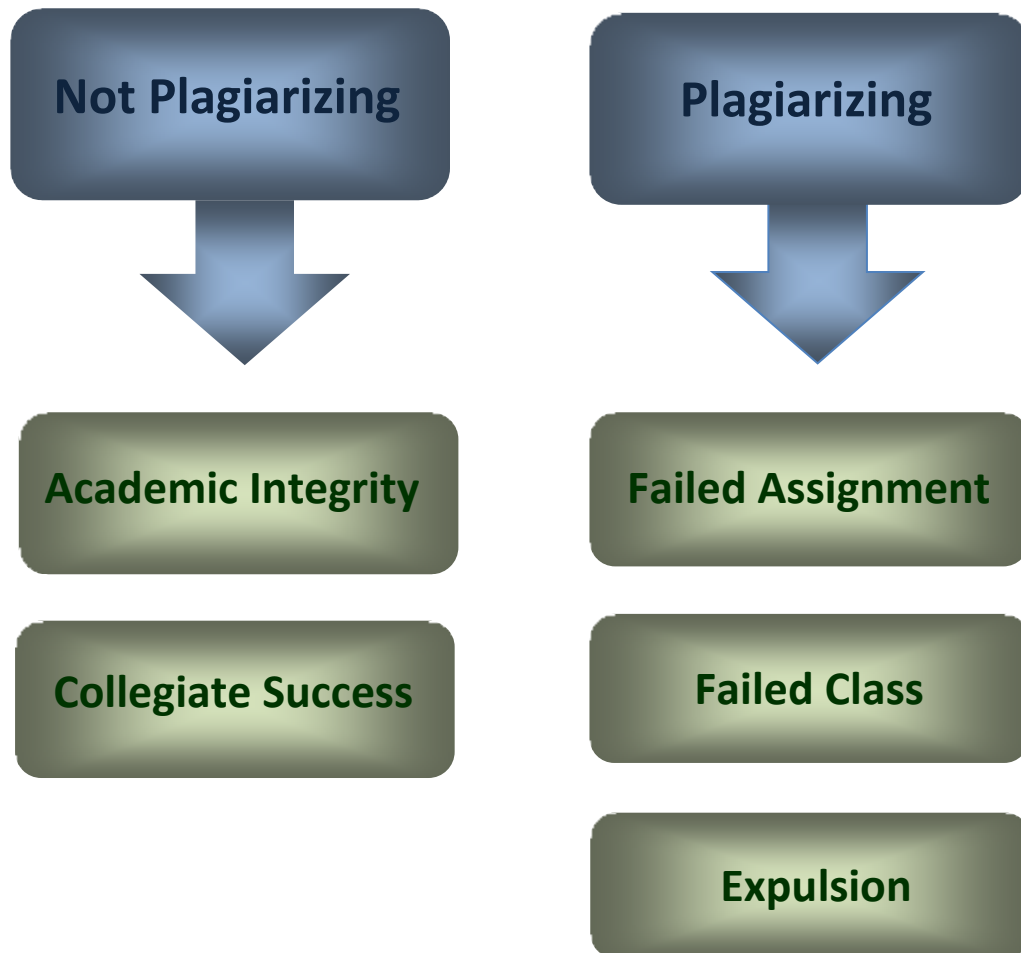 Not Plagiarizing
Academic Integrity
Collegiate Success
Plagiarizing
Failed Assignment
Failed Class
Expulsion